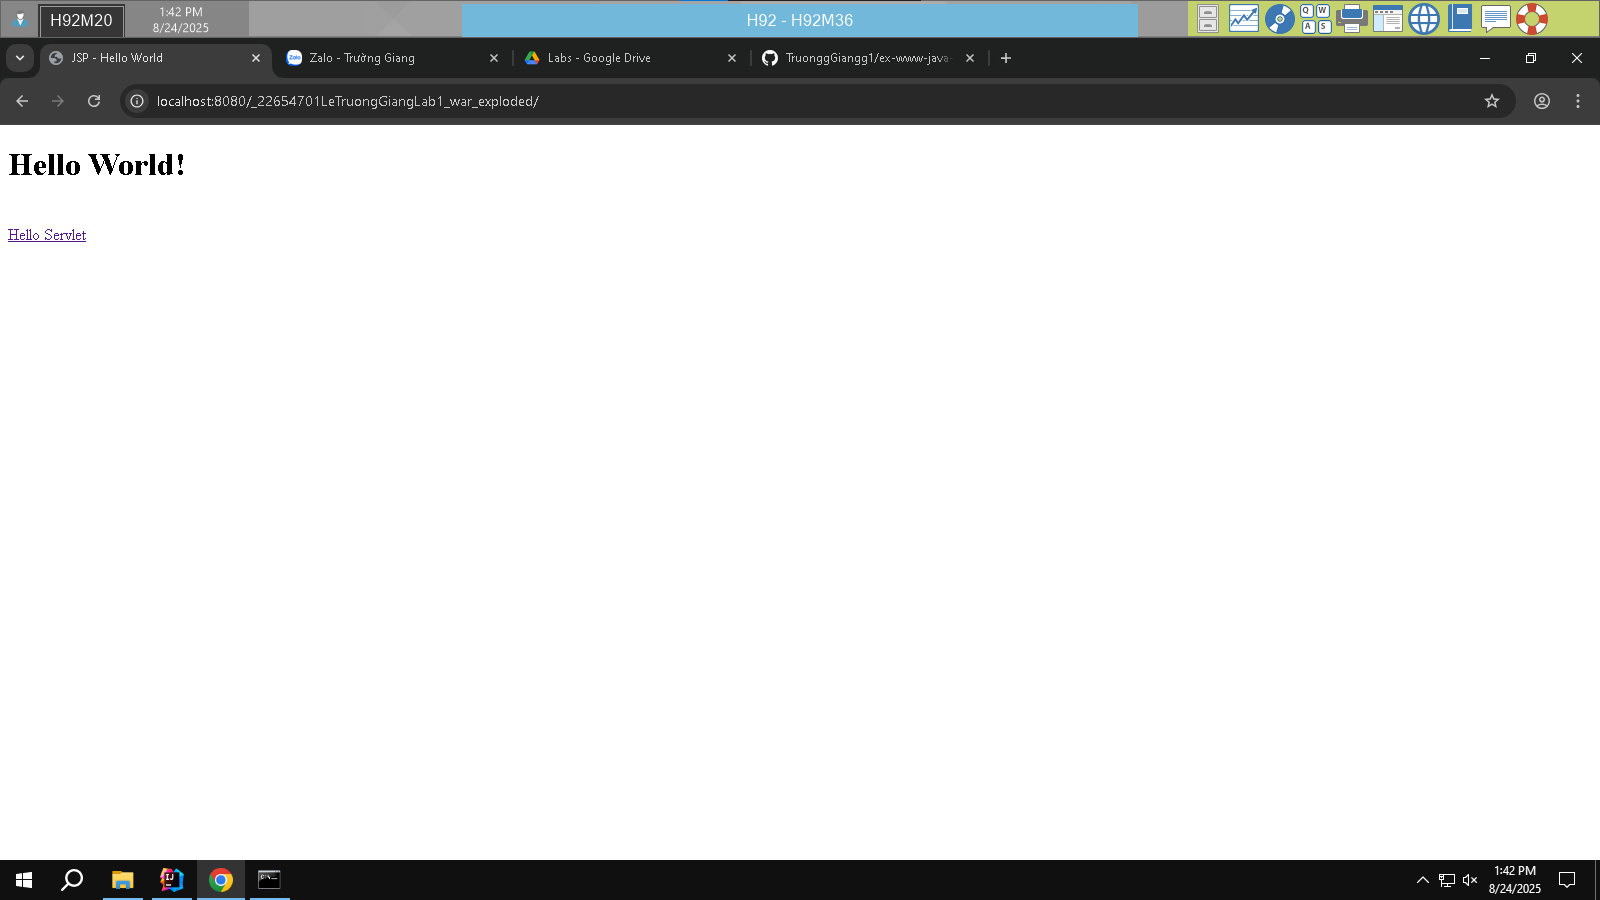 H92M20
1:42 PM
8/24/2025
H92 - H92M36
Q W
A S
JSP - Hello World
Zalo - Trường Giang
Labs - Google Drive
TruonggGiangg1/ex-www-java-
localhost:8080/_22654701LeTruongGiangLab1_war_exploded/
Hello World!
Hello Servlet
1:42 PM
8/24/2025